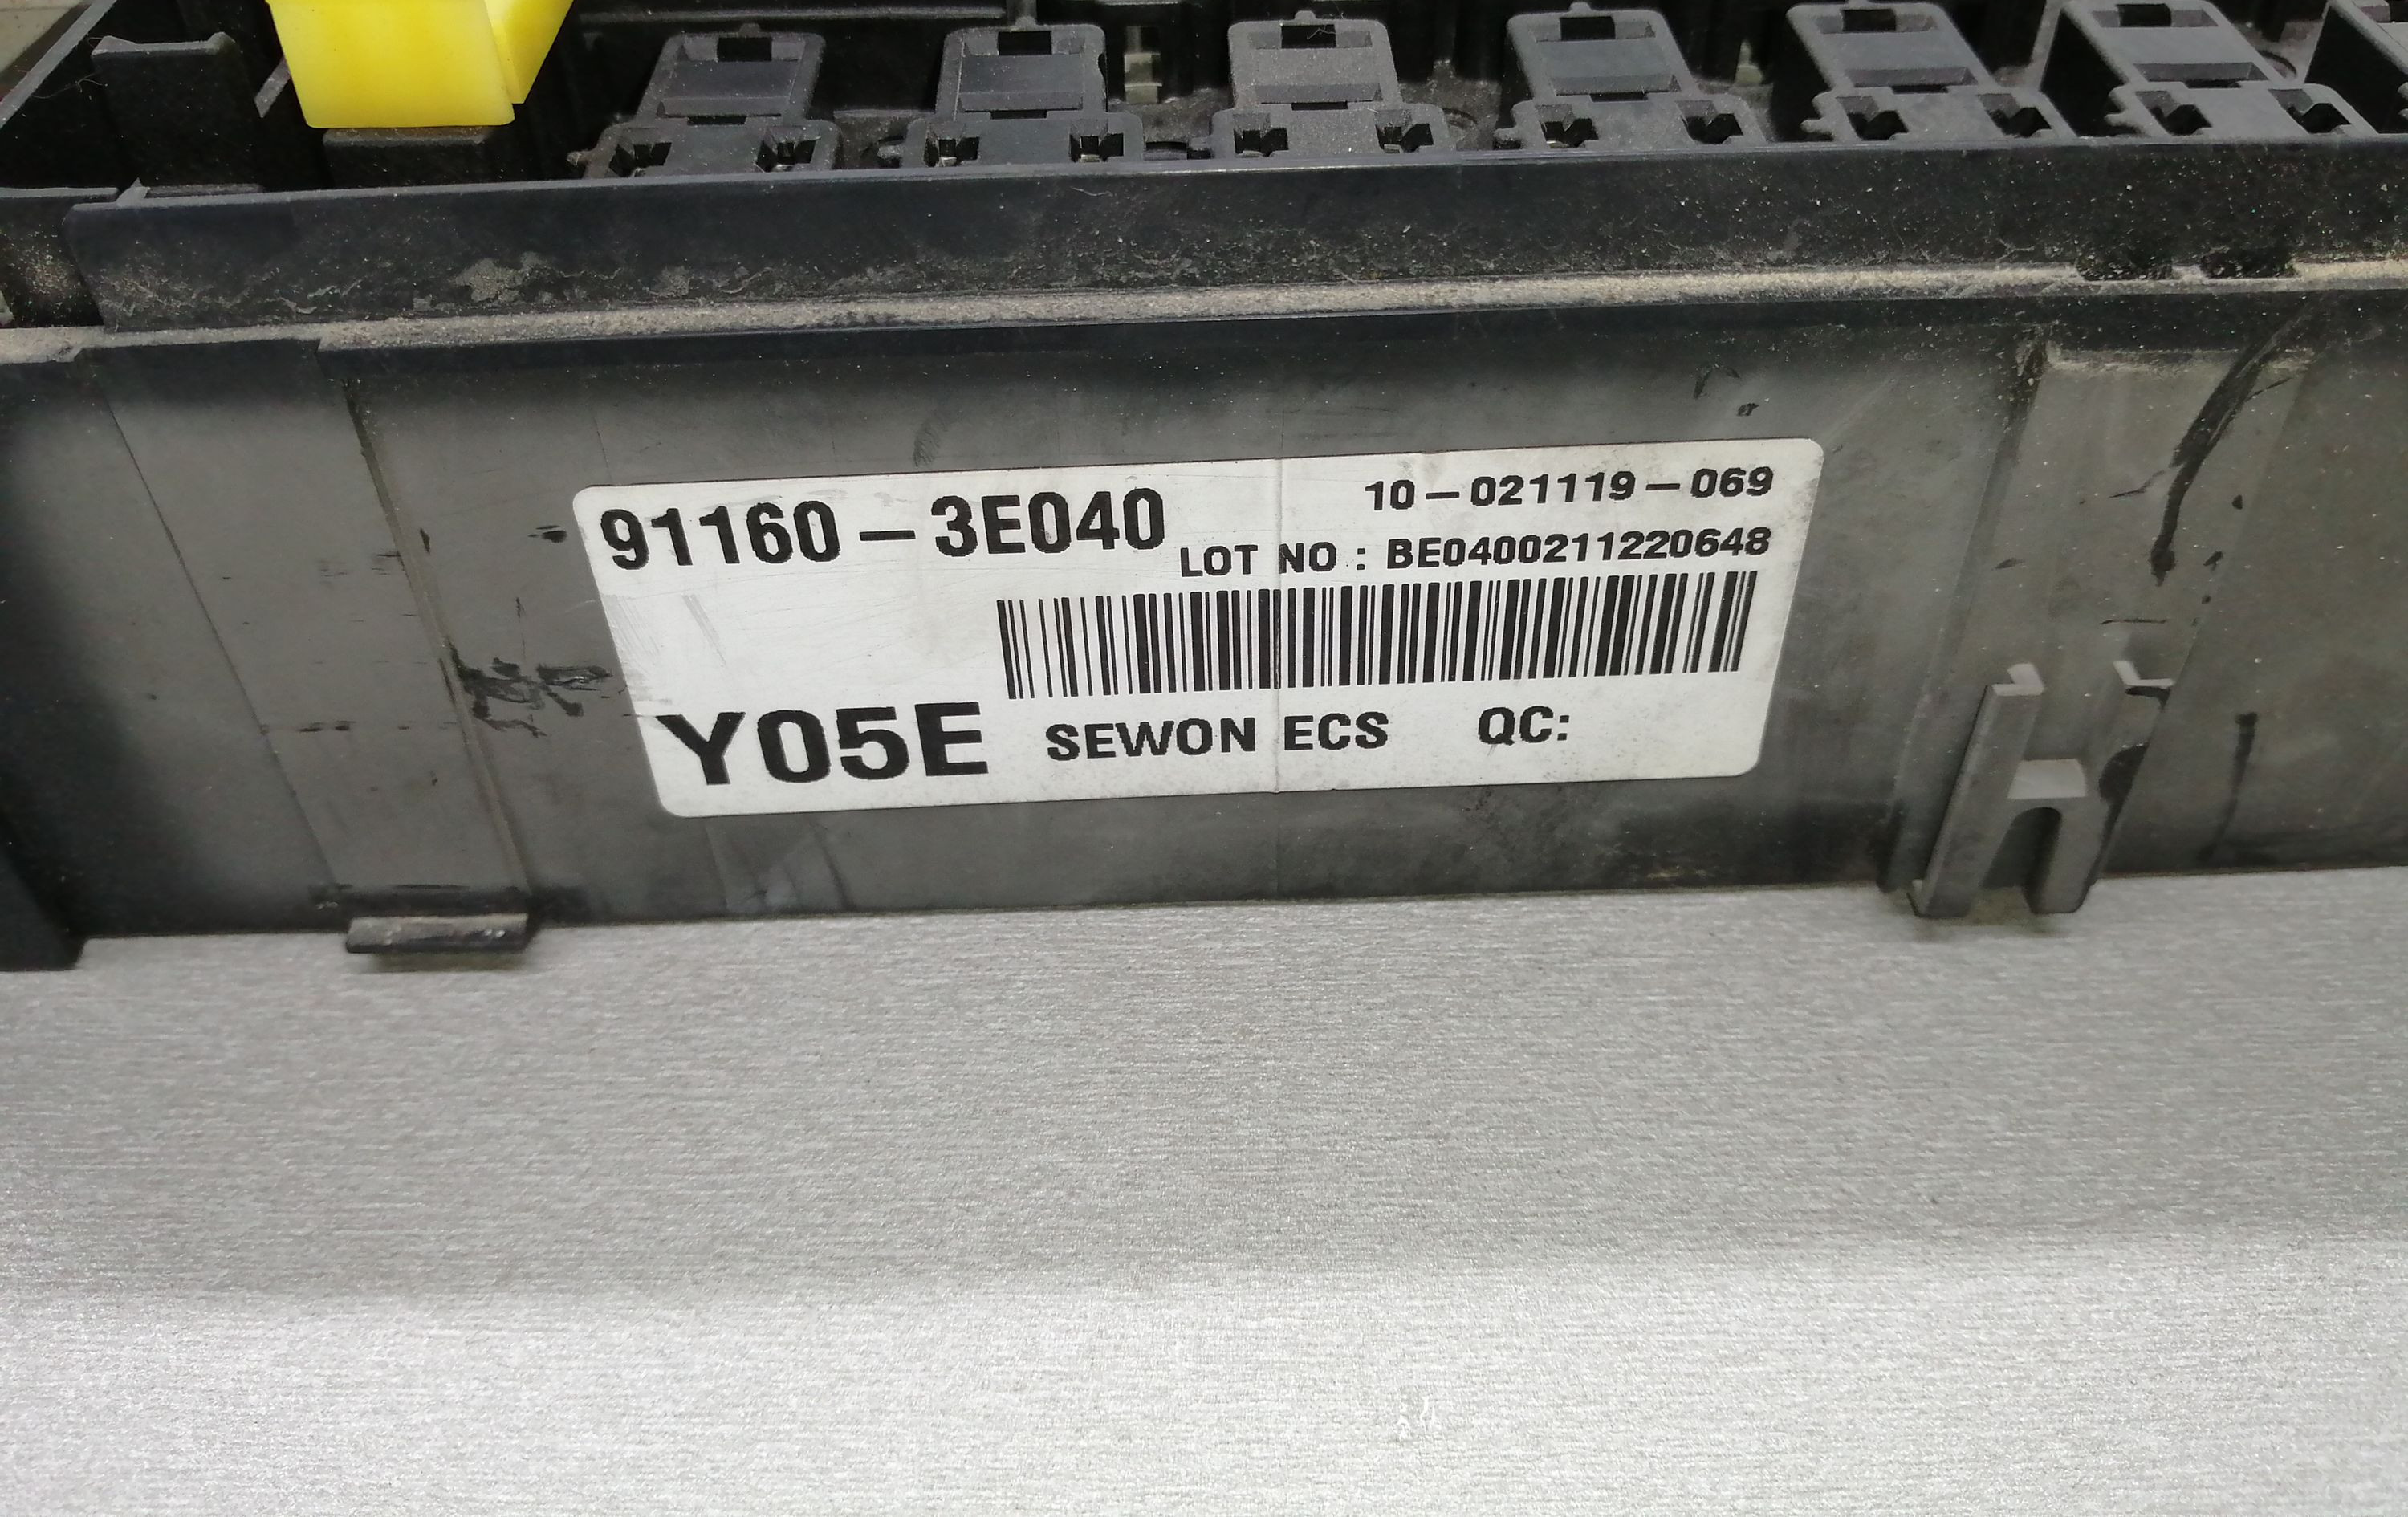 91160-3E040
10-021119-069
LOT NO : BE0400211220648
Y05E SEWON ECS QC: